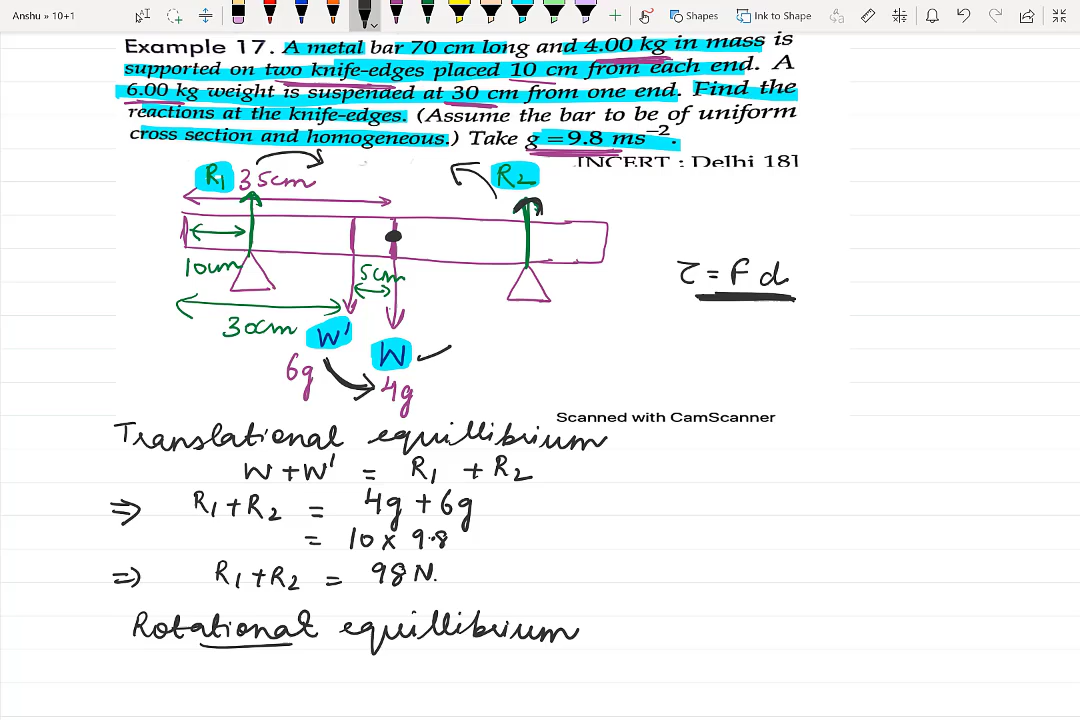 Anshu » 10+1
Shapes
Ink to Shape
Example 17. A metal bar 70 cm long and 4.00 kg in mass is
supported on two knife-edges placed 10 cm from each end. A
6.00 kg weight is suspended at 30 cm from one end. Find the
reactions at the knife-edges. (Assume the bar to be of uniform
cross section and homogeneous.) Take g = 9.8 ms⁻².
[NCERT ; Delhi 18]
R₁ 35cm
R₂
10cm
5cm
τ = F d
30cm
W'
W
6g
4g
Scanned with CamScanner
Translational equillibrium
W + W' = R₁ + R₂
⇒ R₁ + R₂ = 4g + 6g
= 10 × 9.8
⇒ R₁ + R₂ = 98 N.
Rotational equillibrium